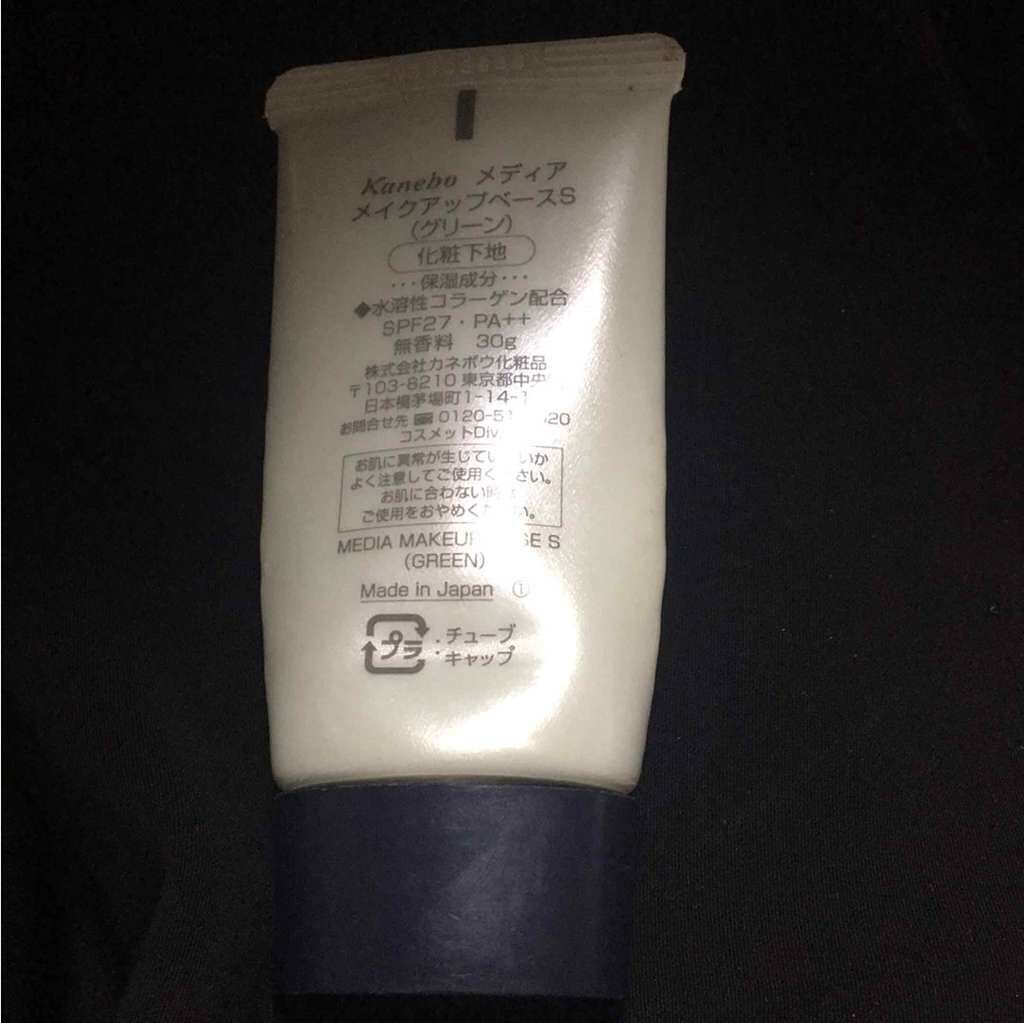 Kanebo メディア
メイクアップベースS
(グリーン)
化粧下地
・・・保湿成分・・・
◆水溶性コラーゲン配合
SPF27・PA++
無香料 30g
株式会社カネボウ化粧品
〒103-8210 東京都中央
日本橋茅場町1-14-1
お問合せ先 0120-51 20
コスメットDiv
お肌に異常が生じて いか
よく注意してご使用く さい。
お肌に合わない
ご使用をおやめく い。
MEDIA MAKEUP S
(GREEN)
Made in Japan ①
プラ ・チューブ
・キャップ